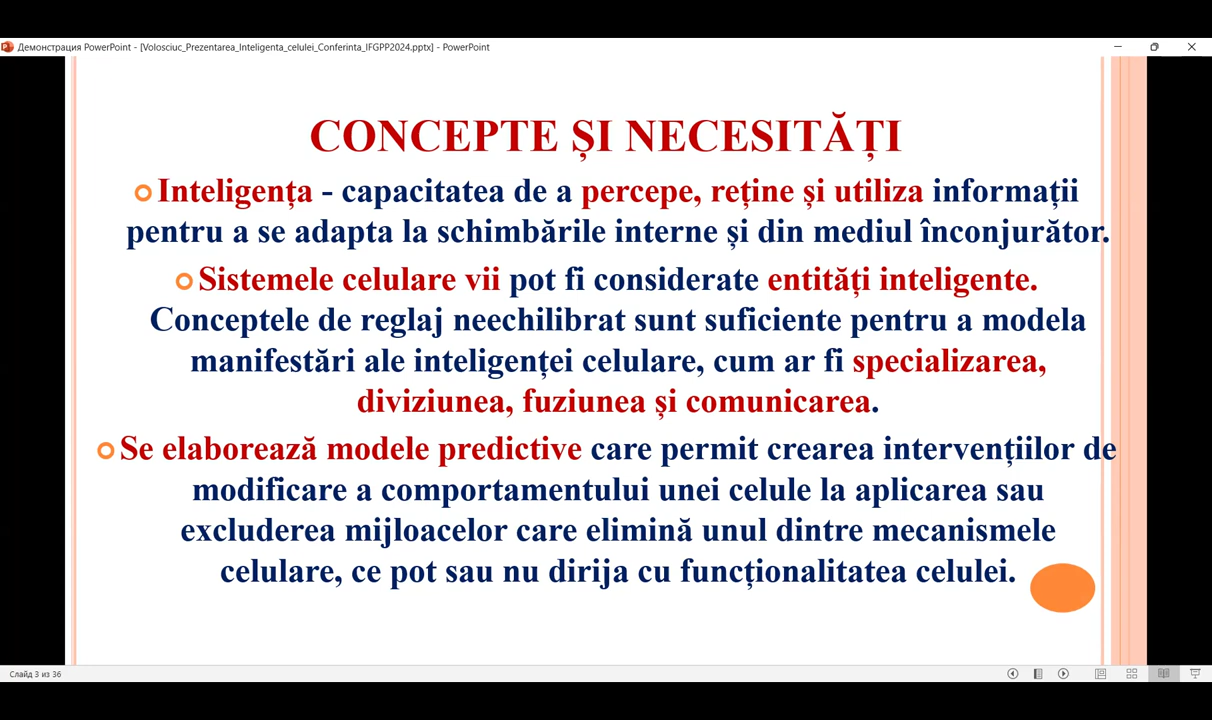 Демонстрация PowerPoint - [Volosciuc_Prezentarea_Inteligenta_celulei_Conferinta_IFGPP2024.pptx] - PowerPoint
CONCEPTE ȘI NECESITĂȚI
Inteligența - capacitatea de a percepe, reține și utiliza informații
pentru a se adapta la schimbările interne și din mediul înconjurător.
Sistemele celulare vii pot fi considerate entități inteligente.
Conceptele de reglaj neechilibrat sunt suficiente pentru a modela
manifestări ale inteligenței celulare, cum ar fi specializarea,
diviziunea, fuziunea și comunicarea.
Se elaborează modele predictive care permit crearea intervențiilor de
modificare a comportamentului unei celule la aplicarea sau
excluderea mijloacelor care elimină unul dintre mecanismele
celulare, ce pot sau nu dirija cu funcționalitatea celulei.
Слайд 3 из 36